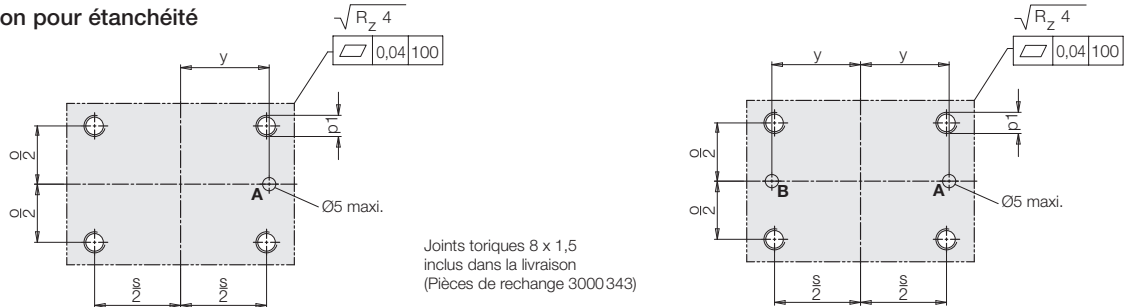 on pour étanchéité
√ R_Z 4
0,04 100
y
p1
o/2
o/2
A
Ø5 maxi.
s/2 s/2
Joints toriques 8 x 1,5
inclus dans la livraison
(Pièces de rechange 3000 343)
√ R_Z 4
0,04 100
y y
p1
o/2
o/2
B A
Ø5 maxi.
s/2 s/2